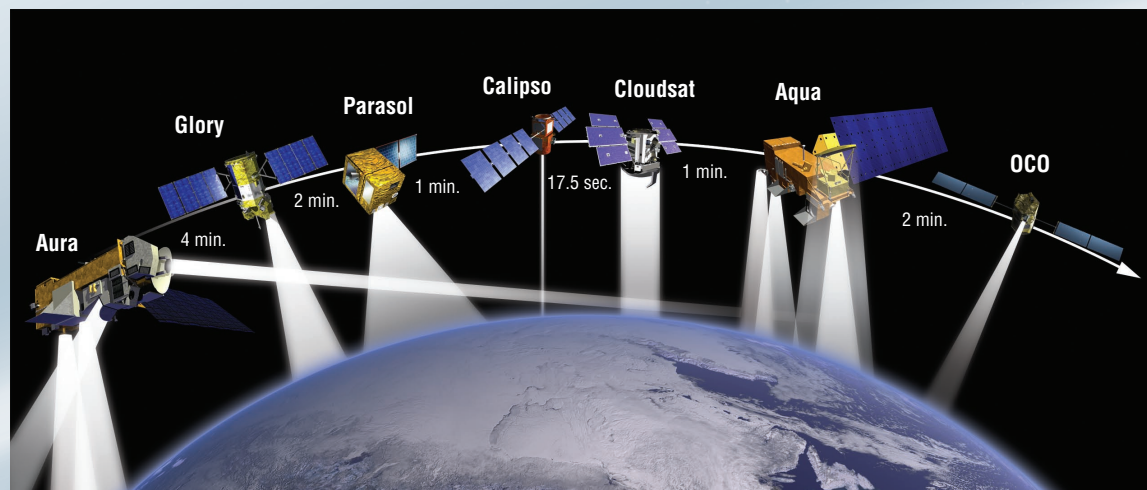 Aura
4 min.
Glory
2 min.
Parasol
1 min.
Calipso
17.5 sec.
Cloudsat
1 min.
Aqua
2 min.
OCO